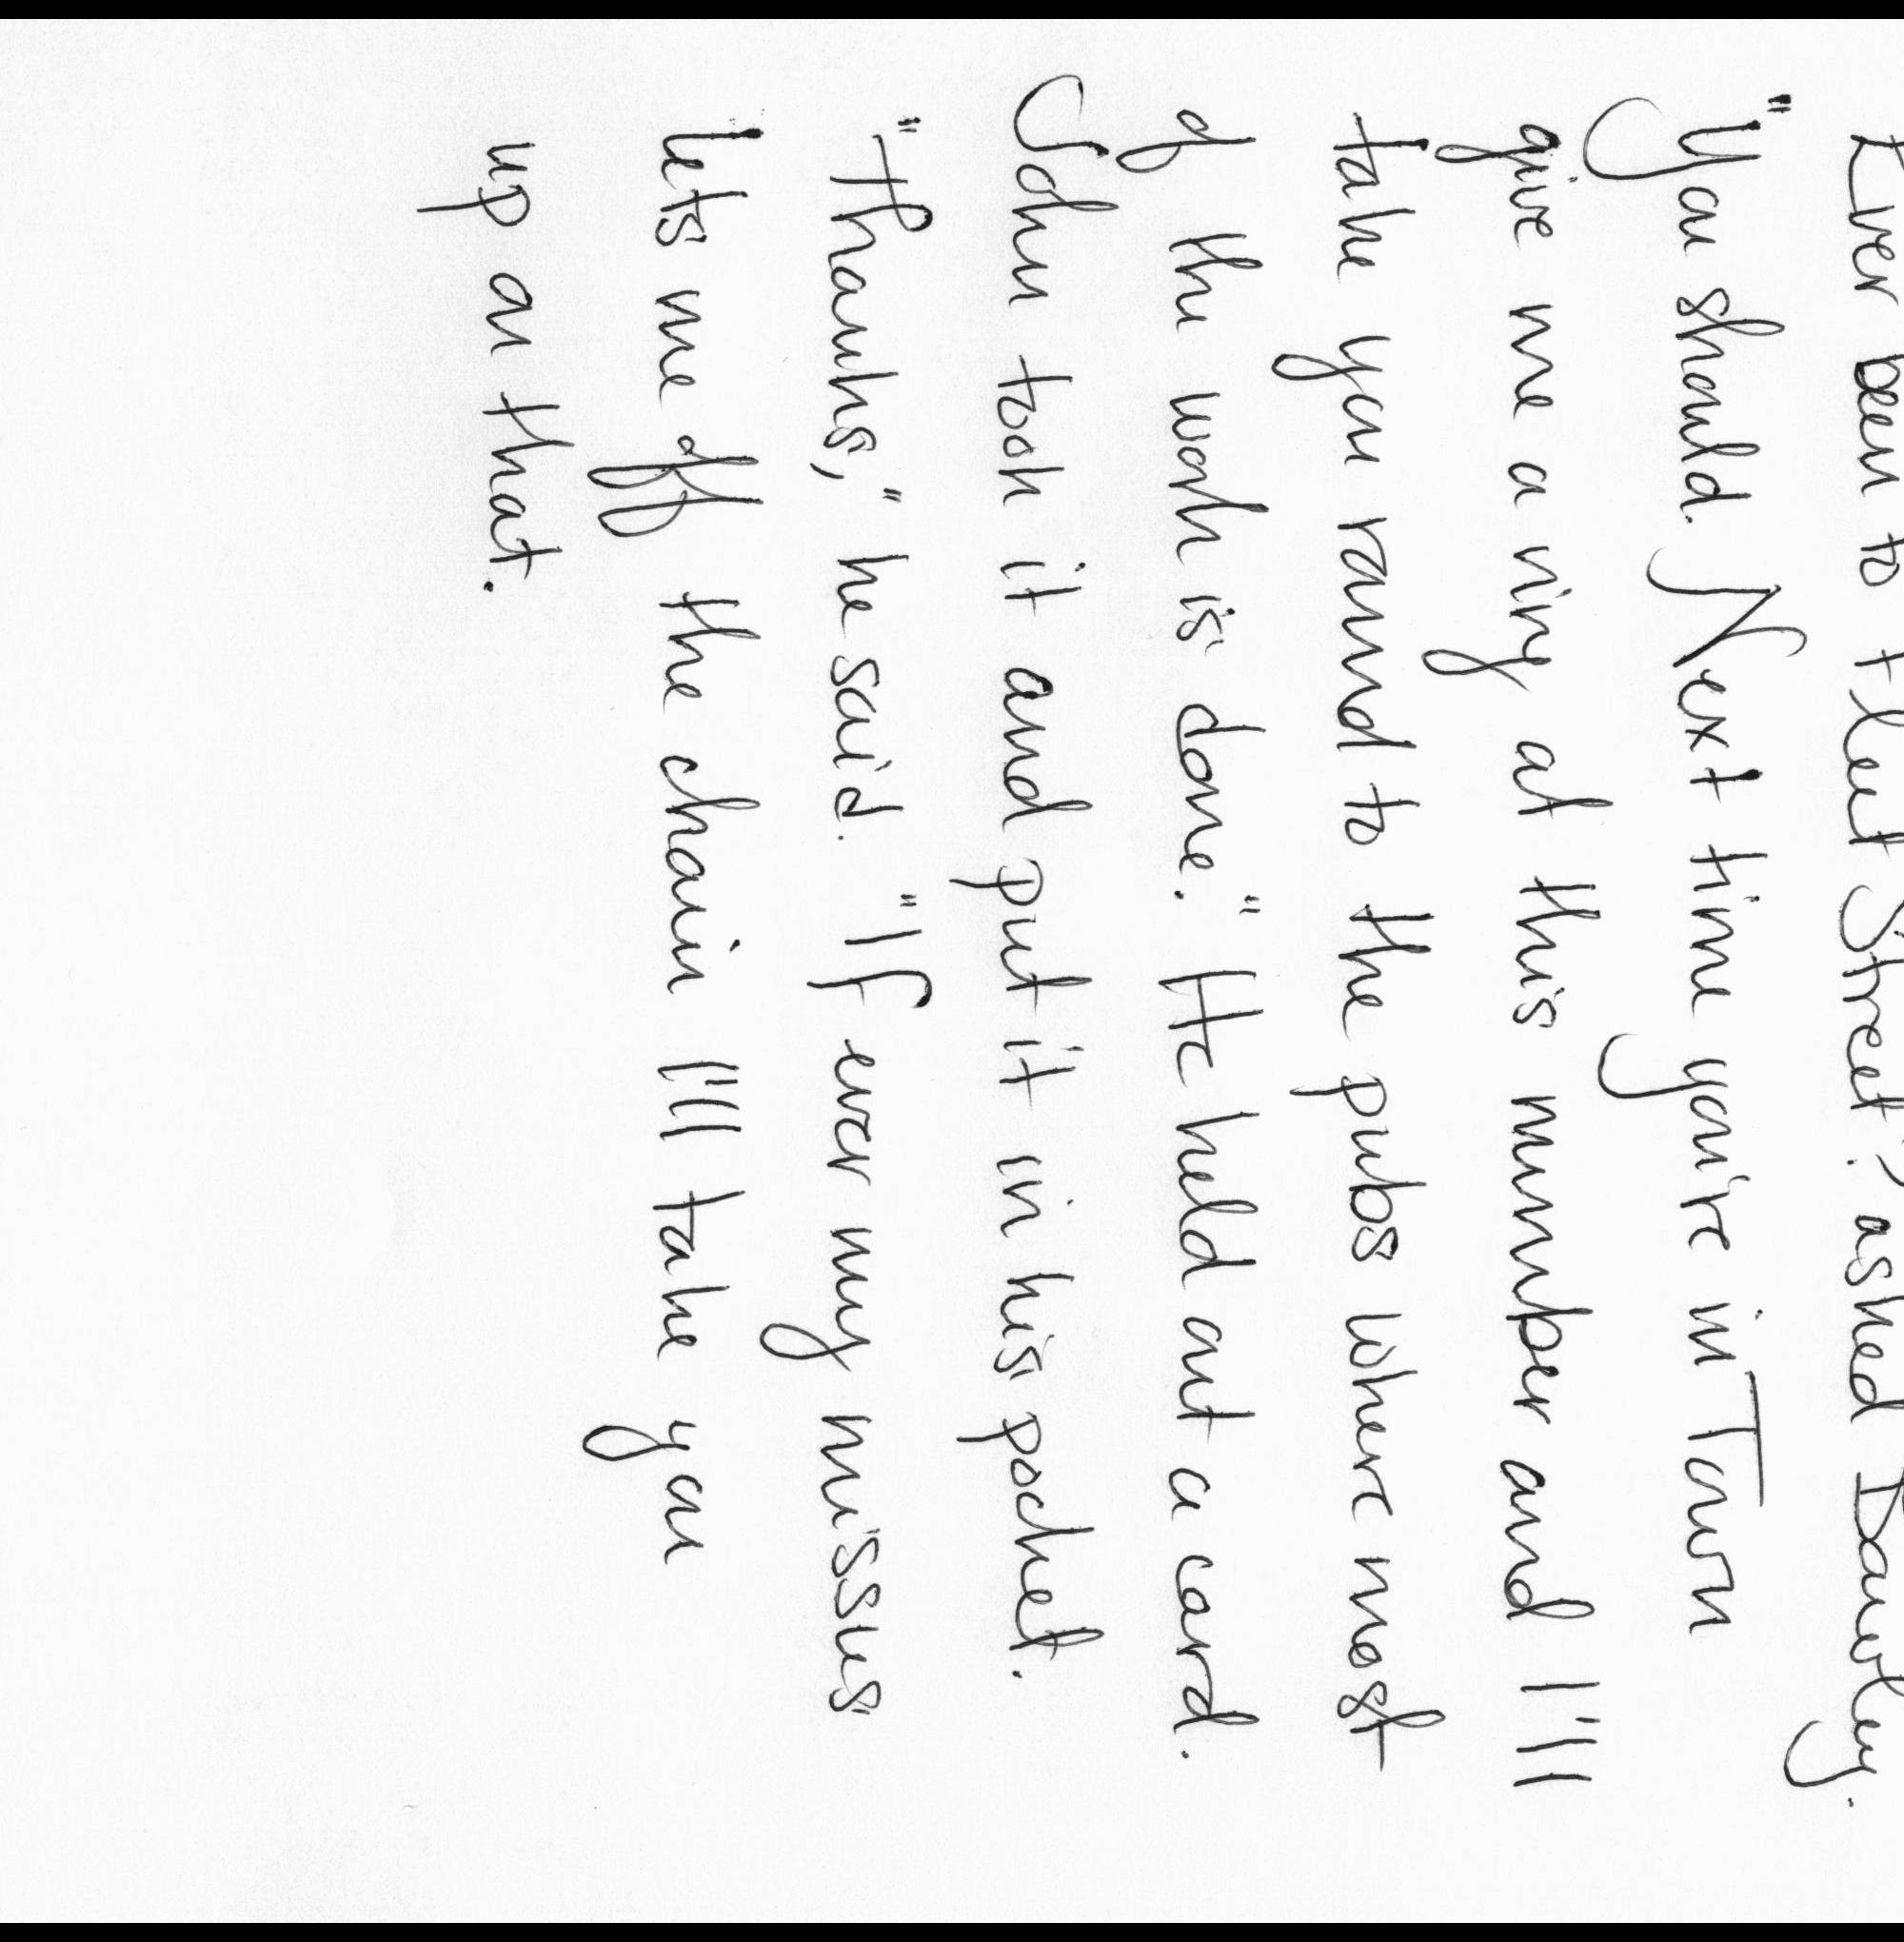 Ever been to Fleet Street? asked Dawley.
"You should. Next time you're in Town
give me a ring at this number and I'll
take you round to the pubs where most
of the work is done." He held out a card.
John took it and put it in his pocket.
"Thanks," he said. "If ever my missus
lets me off the chain I'll take you
up on that.